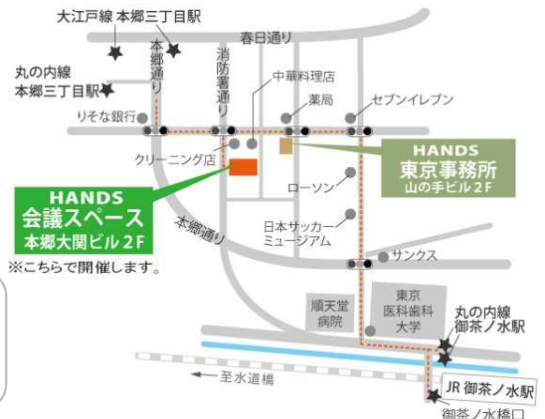 大江戸線 本郷三丁目駅
春日通り
丸の内線
本郷三丁目駅
本郷通り
消防署通り
中華料理店
りそな銀行
薬局
セブンイレブン
クリーニング店
HANDS
東京事務所
山の手ビル2F
HANDS
会議スペース
本郷大関ビル2F
※こちらで開催します。
ローソン
本郷通り
日本サッカー
ミュージアム
サンクス
順天堂
病院
東京
医科歯科
大学
丸の内線
御茶ノ水駅
←至水道橋
JR 御茶ノ水駅
御茶ノ水橋口